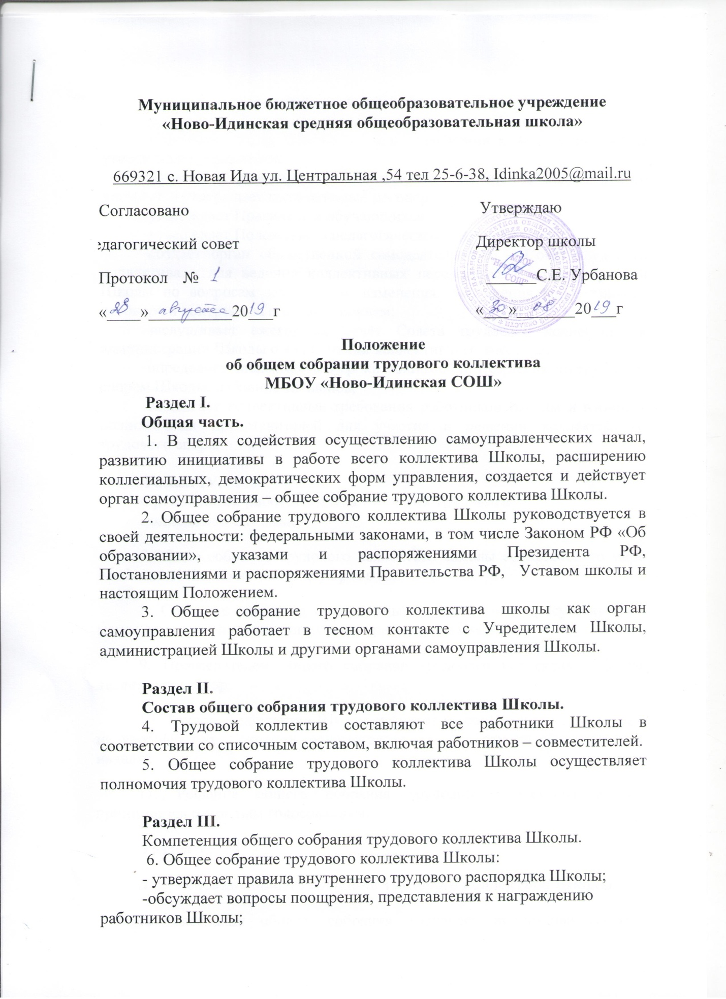 Муниципальное бюджетное общеобразовательное учреждение
«Ново-Идинская средняя общеобразовательная школа»
669321 с. Новая Ида ул. Центральная ,54 тел 25-6-38, Idinka2005@mail.ru
Согласовано Утверждаю
едагогический совет Директор школы
Протокол № 1 ______С.Е. Урбанова
«28» августа 2019 г «30» 08 2019 г
МБОУ
"Ново-Идинская
СОШ"
Положение
об общем собрании трудового коллектива
МБОУ «Ново-Идинская СОШ»
Раздел I.
Общая часть.
1. В целях содействия осуществлению самоуправленческих начал,
развитию инициативы в работе всего коллектива Школы, расширению
коллегиальных, демократических форм управления, создается и действует
орган самоуправления – общее собрание трудового коллектива Школы.
2. Общее собрание трудового коллектива Школы руководствуется в
своей деятельности: федеральными законами, в том числе Законом РФ «Об
образовании», указами и распоряжениями Президента РФ,
Постановлениями и распоряжениями Правительства РФ, Уставом школы и
настоящим Положением.
3. Общее собрание трудового коллектива школы как орган
самоуправления работает в тесном контакте с Учредителем Школы,
администрацией Школы и другими органами самоуправления Школы.
Раздел II.
Состав общего собрания трудового коллектива Школы.
4. Трудовой коллектив составляют все работники Школы в
соответствии со списочным составом, включая работников – совместителей.
5. Общее собрание трудового коллектива Школы осуществляет
полномочия трудового коллектива Школы.
Раздел III.
Компетенция общего собрания трудового коллектива Школы.
6. Общее собрание трудового коллектива Школы:
- утверждает правила внутреннего трудового распорядка Школы;
-обсуждает вопросы поощрения, представления к награждению
работников Школы;